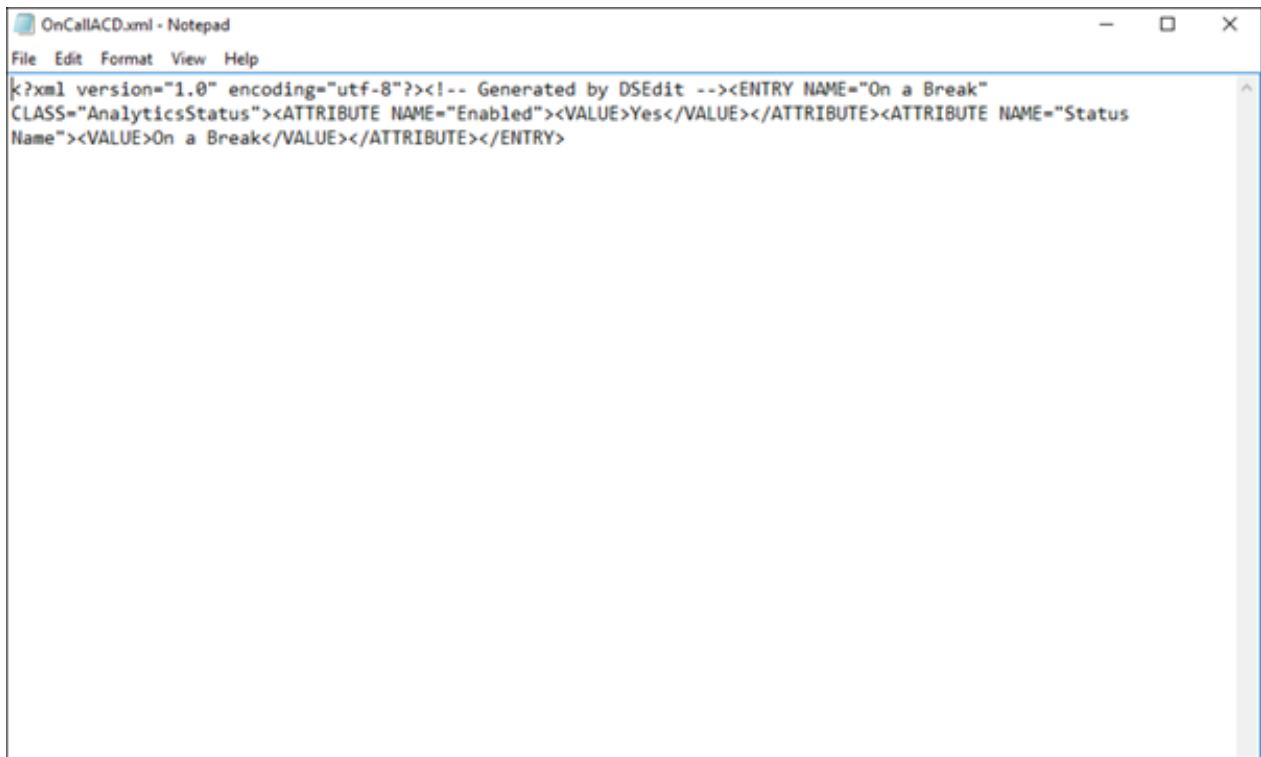 OnCallACD.xml - Notepad
File Edit Format View Help
<?xml version="1.0" encoding="utf-8"?><!-- Generated by DSEdit --><ENTRY NAME="On a Break"
CLASS="AnalyticsStatus"><ATTRIBUTE NAME="Enabled"><VALUE>Yes</VALUE></ATTRIBUTE><ATTRIBUTE NAME="Status
Name"><VALUE>On a Break</VALUE></ATTRIBUTE></ENTRY>